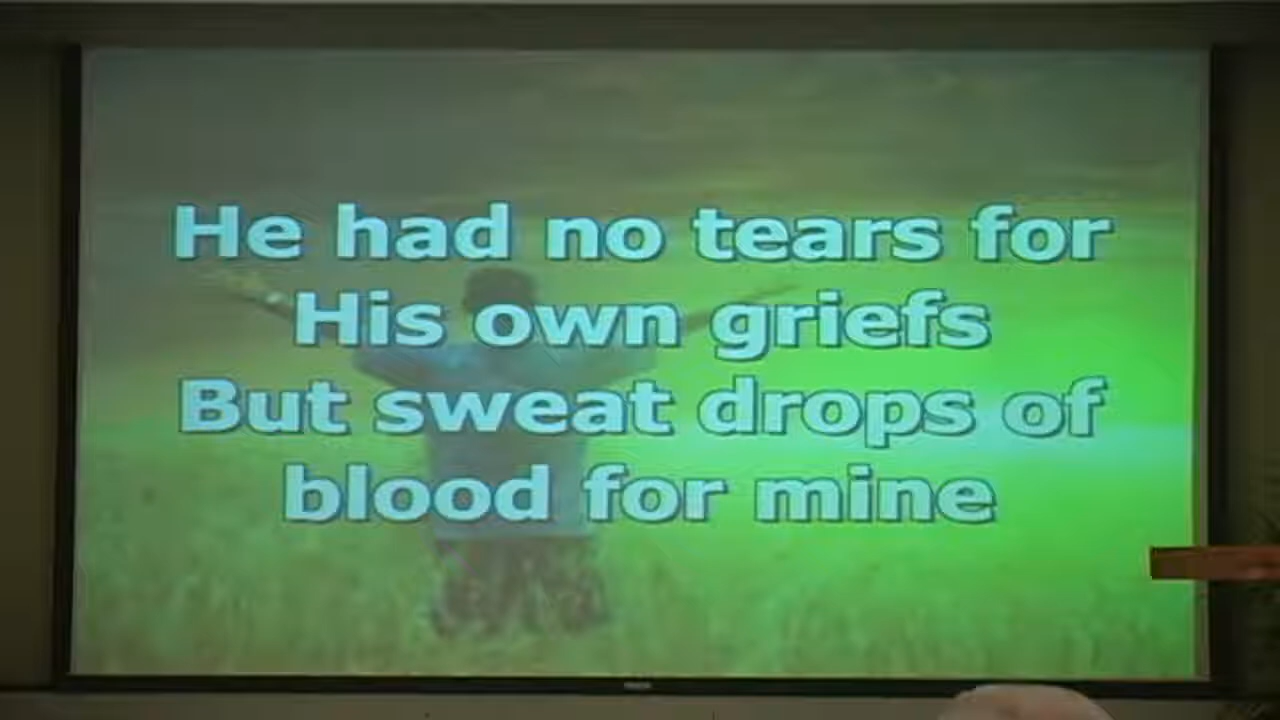 He had no tears for
His own griefs
But sweat drops of
blood for mine